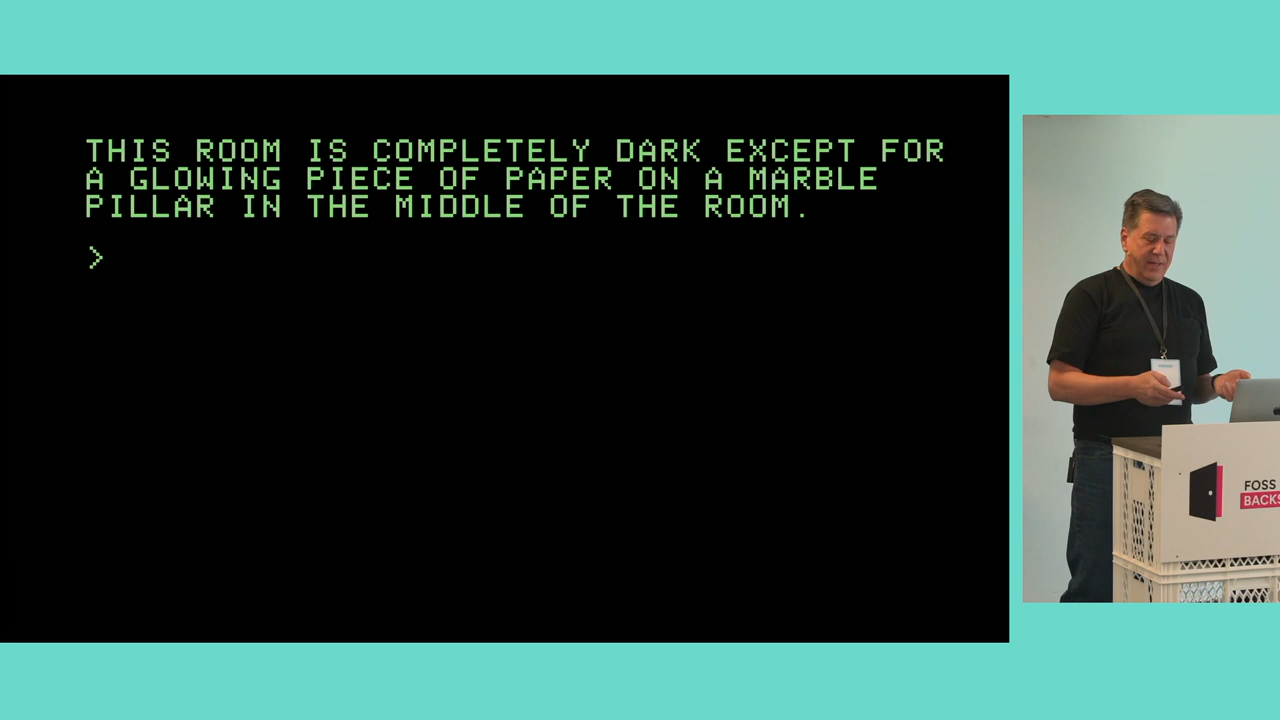 THIS ROOM IS COMPLETELY DARK EXCEPT FOR
A GLOWING PIECE OF PAPER ON A MARBLE
PILLAR IN THE MIDDLE OF THE ROOM.
>
FOSS
BACKS